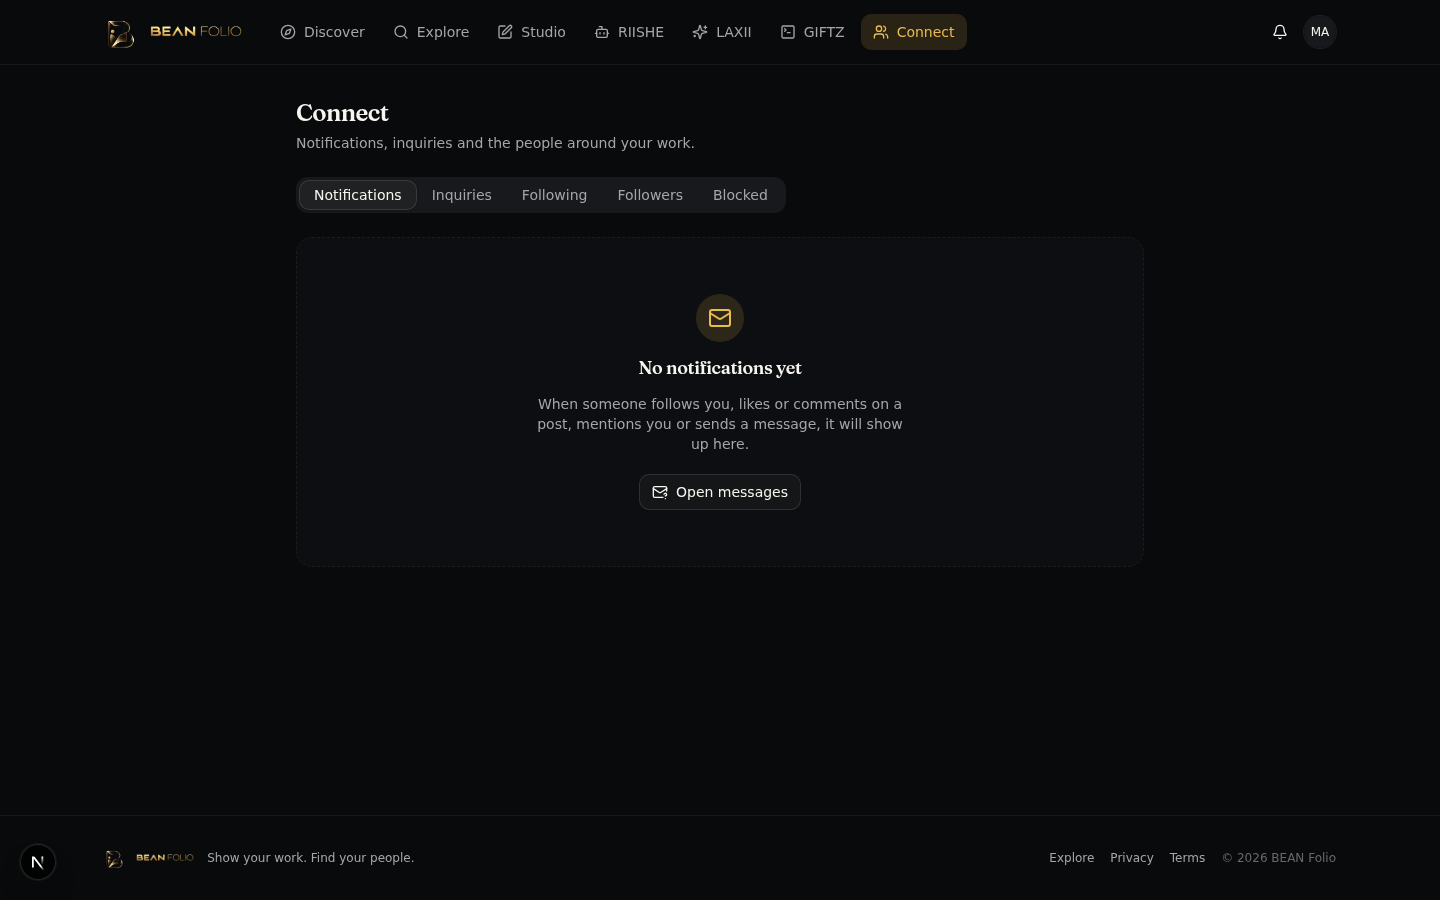 BEAN FOLIO Discover Explore Studio RIISHE LAXII GIFTZ Connect MA
Connect
Notifications, inquiries and the people around your work.
Notifications Inquiries Following Followers Blocked
No notifications yet
When someone follows you, likes or comments on a
post, mentions you or sends a message, it will show
up here.
Open messages
BEAN FOLIO Show your work. Find your people. Explore Privacy Terms © 2026 BEAN Folio
N